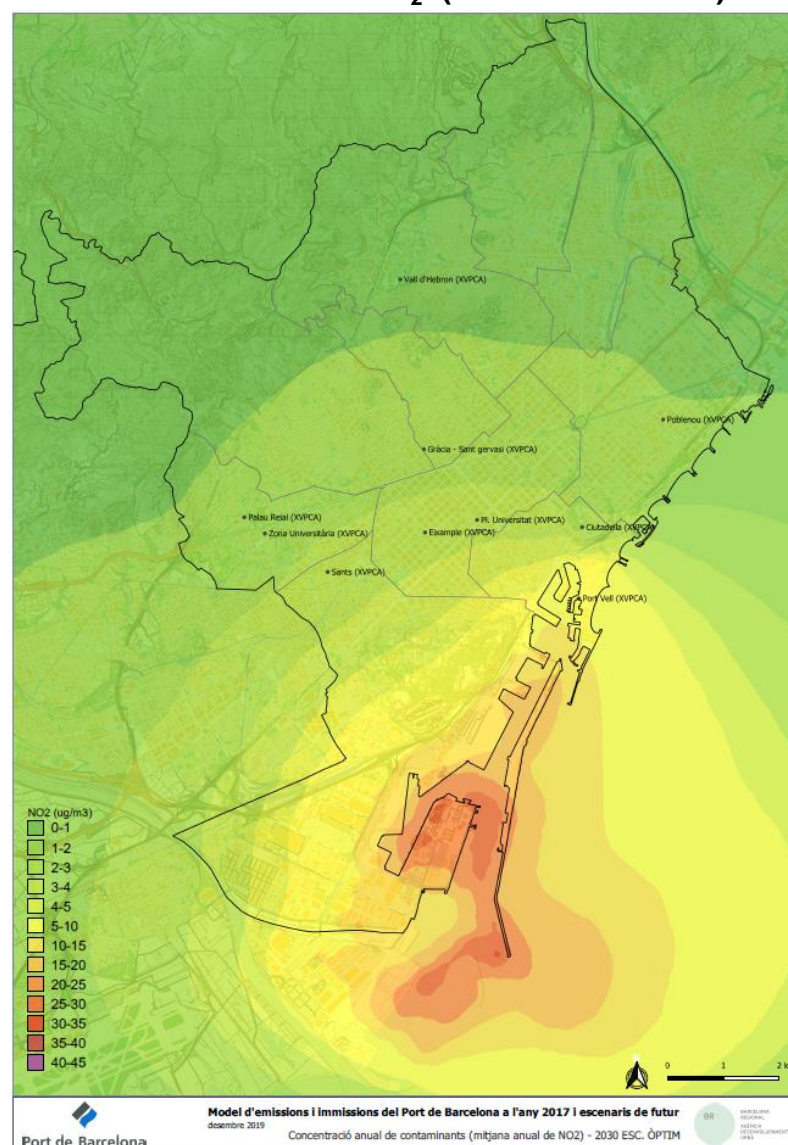 Vall d'Hebron (XVPCA)
Poblenou (XVPCA)
Gràcia - Sant gervasi (XVPCA)
Palau Reial (XVPCA)
Pl. Universitat (XVPCA)
Zona Universitària (XVPCA)
Eixample (XVPCA)
Ciutadella (XVPCA)
Sants (XVPCA)
Port Vell (XVPCA)
NO2 (ug/m3)
0-1
1-2
2-3
3-4
4-5
5-10
10-15
15-20
20-25
25-30
30-35
35-40
40-45
0 1 2 k
Model d'emissions i immissions del Port de Barcelona a l'any 2017 i escenaris de futur
desembre 2019
Concentració anual de contaminants (mitjana anual de NO2) - 2030 ESC. ÒPTIM
Port de Barcelona
BR
BARCELONA
REGIONAL
AGÈNCIA